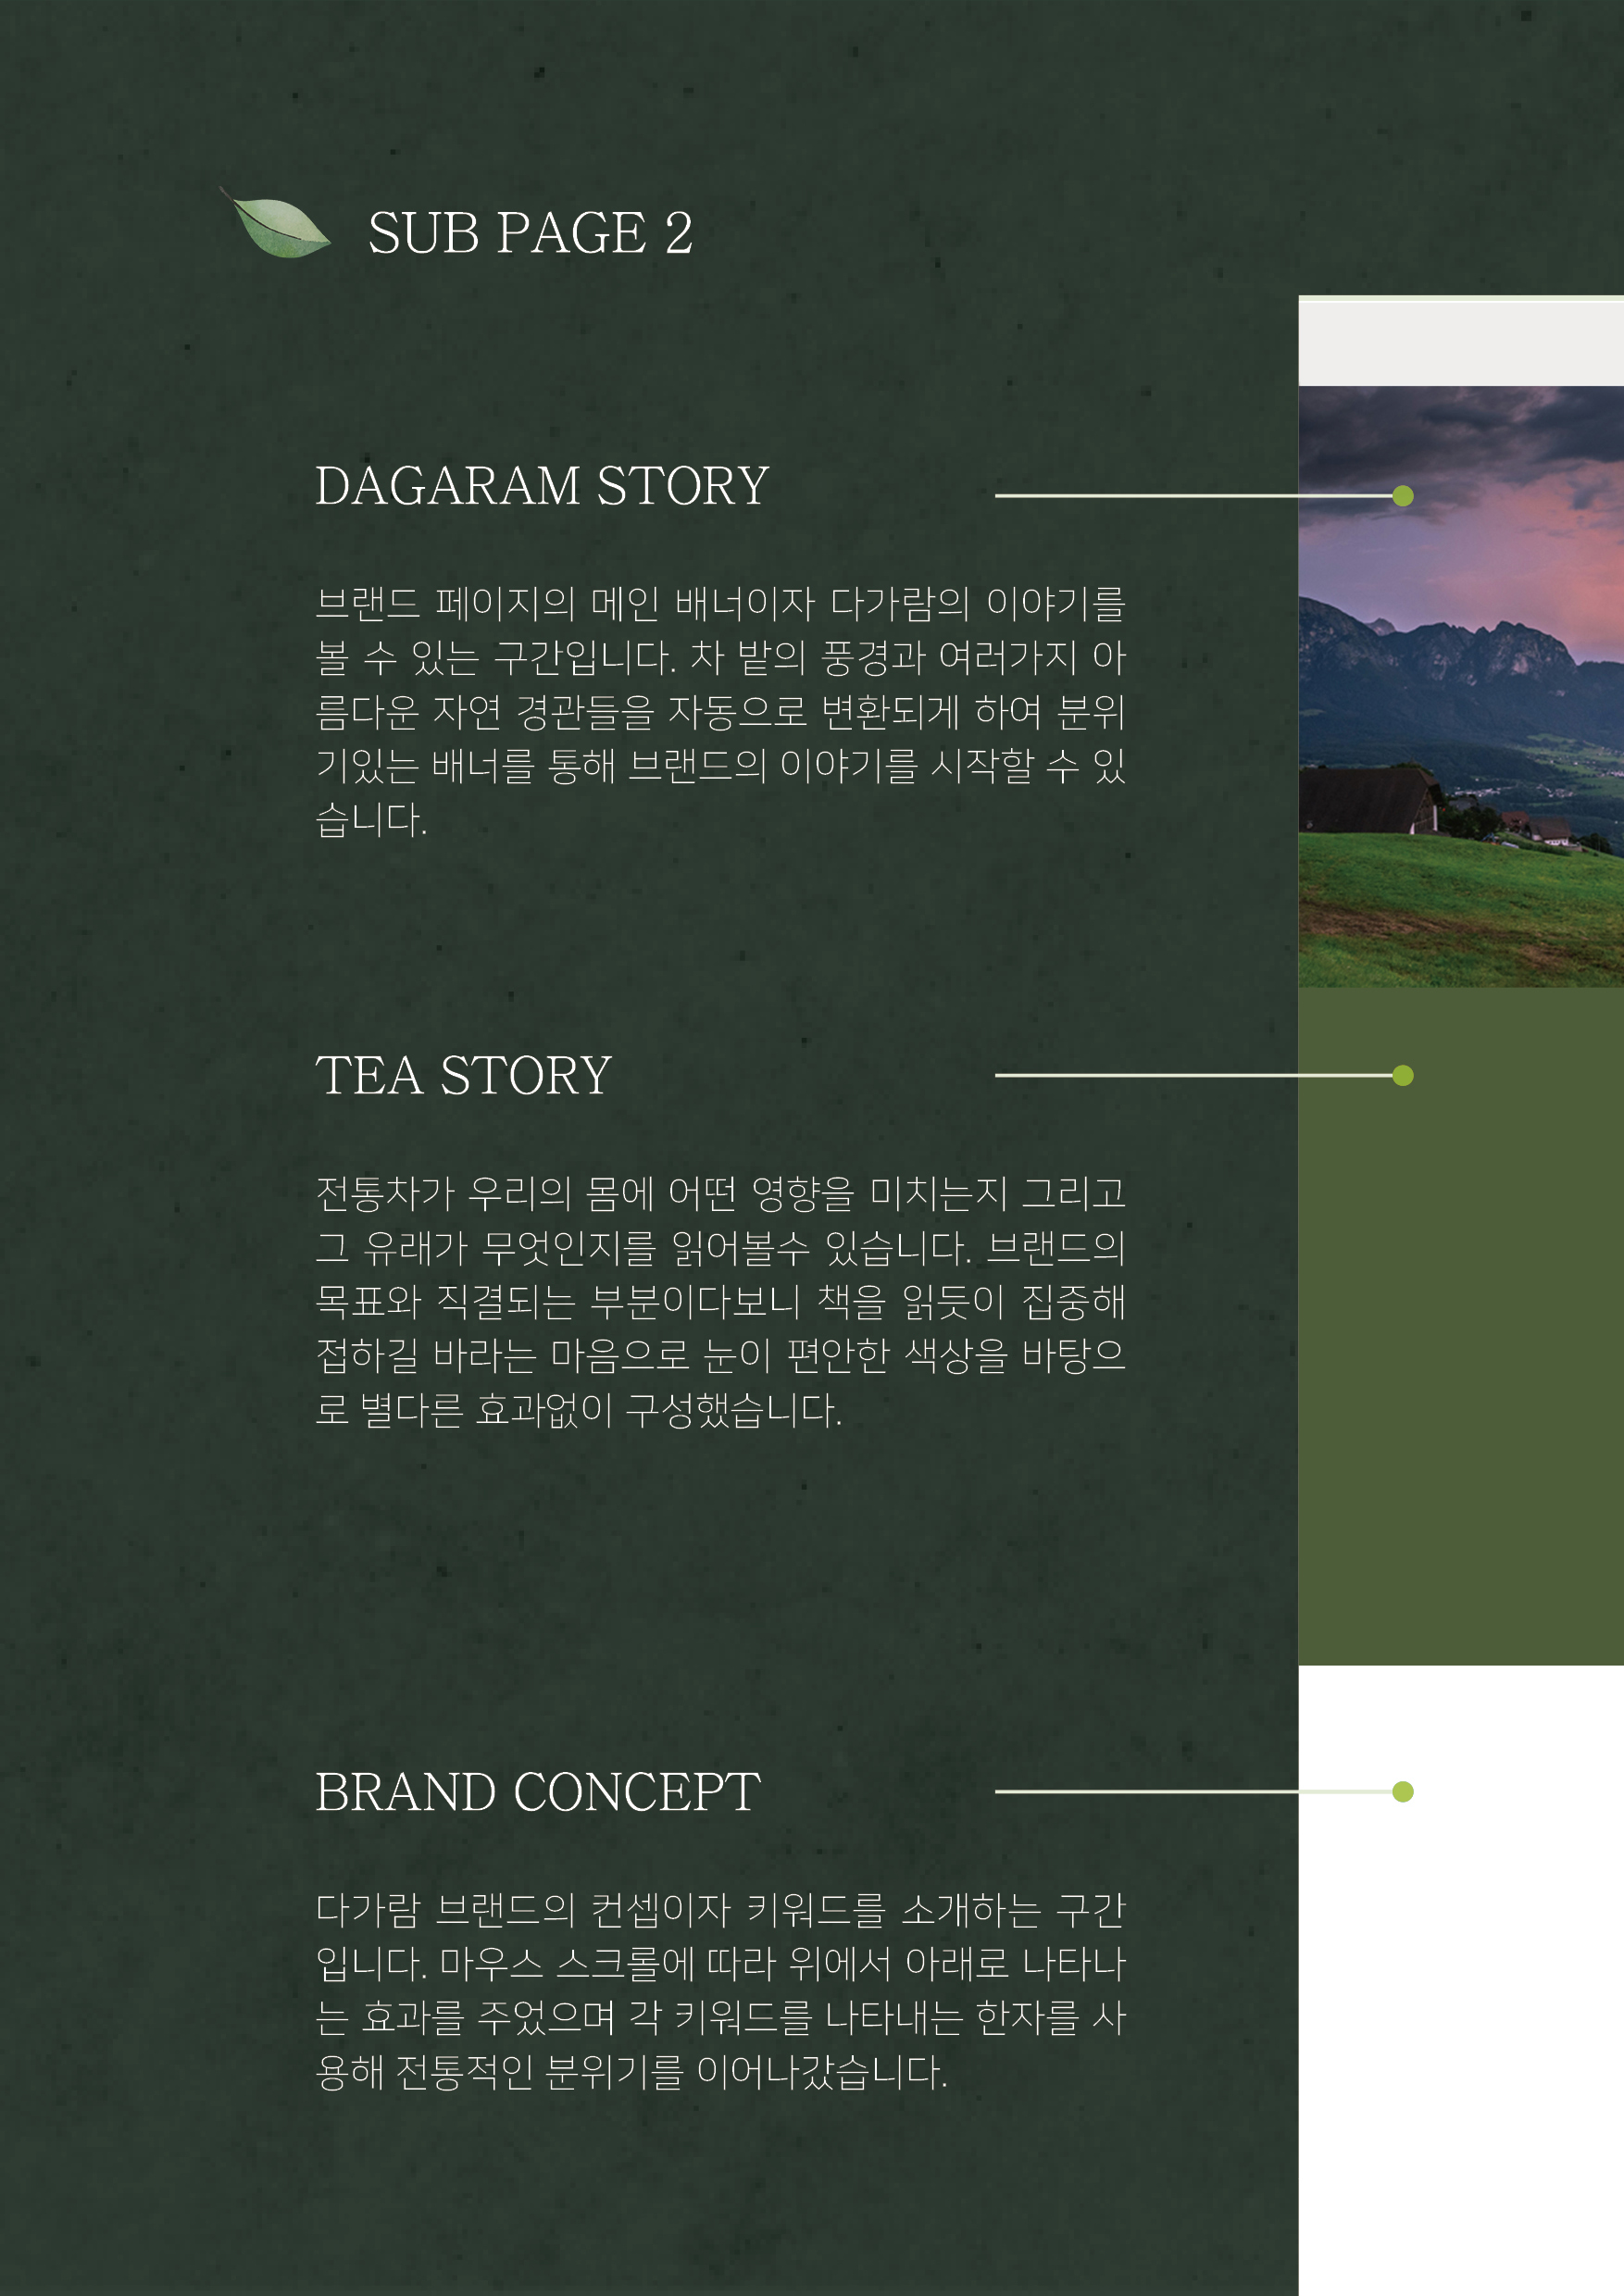 SUB PAGE 2
DAGARAM STORY
브랜드 페이지의 메인 배너이자 다가람의 이야기를
볼 수 있는 구간입니다. 차 밭의 풍경과 여러가지 아
름다운 자연 경관들을 자동으로 변환되게 하여 분위
기있는 배너를 통해 브랜드의 이야기를 시작할 수 있
습니다.
TEA STORY
전통차가 우리의 몸에 어떤 영향을 미치는지 그리고
그 유래가 무엇인지를 읽어볼수 있습니다. 브랜드의
목표와 직결되는 부분이다보니 책을 읽듯이 집중해
접하길 바라는 마음으로 눈이 편안한 색상을 바탕으
로 별다른 효과없이 구성했습니다.
BRAND CONCEPT
다가람 브랜드의 컨셉이자 키워드를 소개하는 구간
입니다. 마우스 스크롤에 따라 위에서 아래로 나타나
는 효과를 주었으며 각 키워드를 나타내는 한자를 사
용해 전통적인 분위기를 이어나갔습니다.